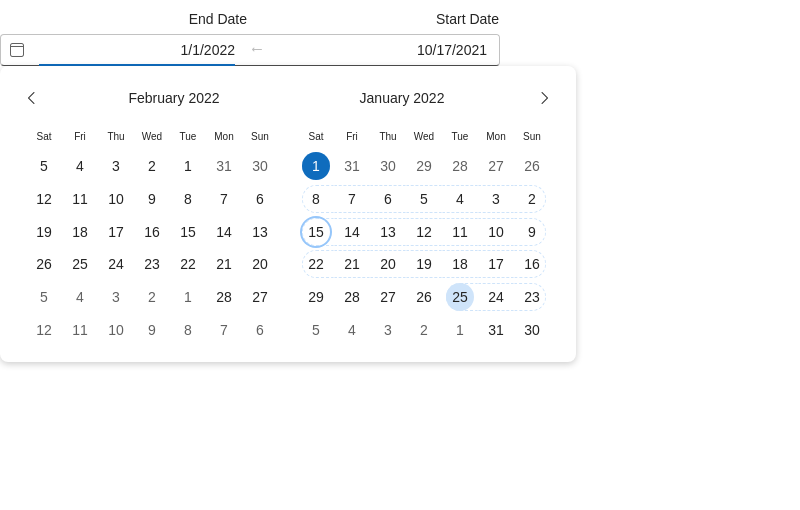 End Date Start Date
1/1/2022 ← 10/17/2021
February 2022 January 2022
Sat Fri Thu Wed Tue Mon Sun Sat Fri Thu Wed Tue Mon Sun
5 4 3 2 1 31 30 1 31 30 29 28 27 26
12 11 10 9 8 7 6 8 7 6 5 4 3 2
19 18 17 16 15 14 13 15 14 13 12 11 10 9
26 25 24 23 22 21 20 22 21 20 19 18 17 16
5 4 3 2 1 28 27 29 28 27 26 25 24 23
12 11 10 9 8 7 6 5 4 3 2 1 31 30